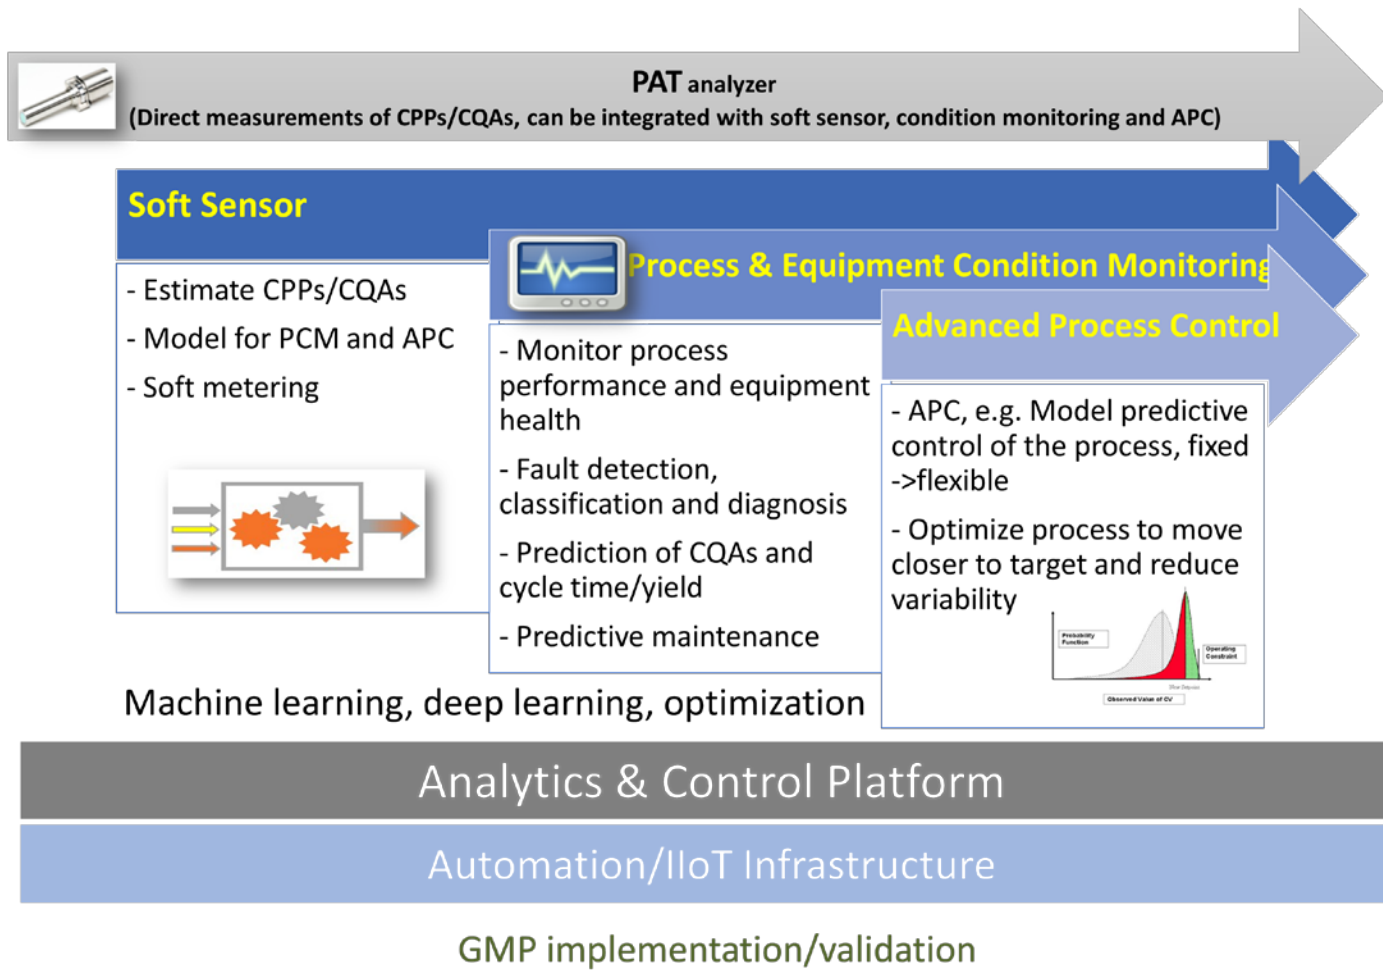 PAT analyzer
(Direct measurements of CPPs/CQAs, can be integrated with soft sensor, condition monitoring and APC)
Soft Sensor
- Estimate CPPs/CQAs
- Model for PCM and APC
- Soft metering
Process & Equipment Condition Monitoring
- Monitor process
performance and equipment
health
- Fault detection,
classification and diagnosis
- Prediction of CQAs and
cycle time/yield
- Predictive maintenance
Advanced Process Control
- APC, e.g. Model predictive
control of the process, fixed
->flexible
- Optimize process to move
closer to target and reduce
variability
Probability
Function
Operating
Constraint
Observed Value of CV
Machine learning, deep learning, optimization
Analytics & Control Platform
Automation/IIoT Infrastructure
GMP implementation/validation